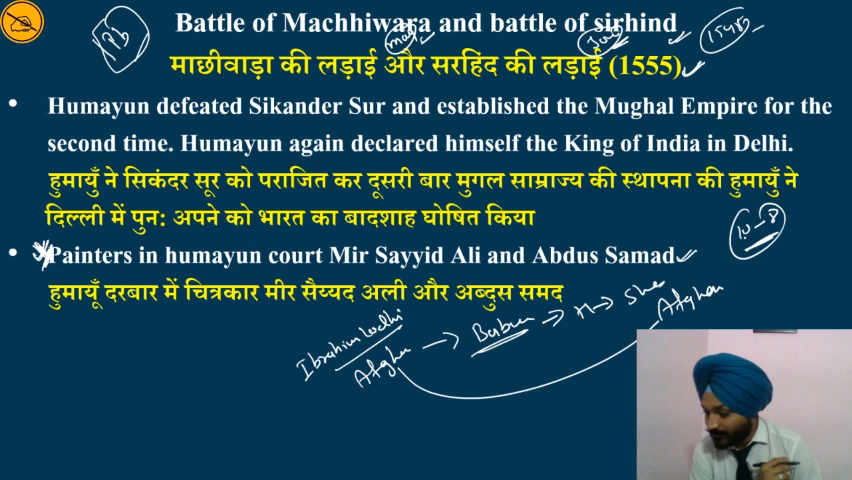 Battle of Machhiwara and battle of sirhind
माछीवाड़ा की लड़ाई और सरहिंद की लड़ाई (1555)
Humayun defeated Sikander Sur and established the Mughal Empire for the
second time. Humayun again declared himself the King of India in Delhi.
हुमायुँ ने सिकंदर सूर को पराजित कर दूसरी बार मुगल साम्राज्य की स्थापना की हुमायुँ ने
दिल्ली में पुन: अपने को भारत का बादशाह घोषित किया
Painters in humayun court Mir Sayyid Ali and Abdus Samad
हुमायूँ दरबार में चित्रकार मीर सैय्यद अली और अब्दुस समद
Ibrahim Lodhi
Babur → H →
Afghan